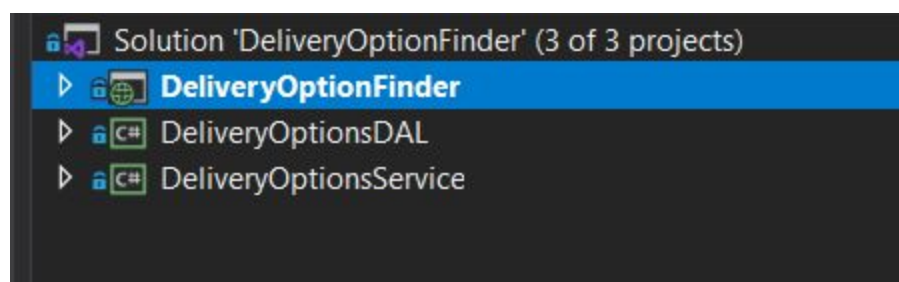 Solution 'DeliveryOptionFinder' (3 of 3 projects)
DeliveryOptionFinder
C# DeliveryOptionsDAL
C# DeliveryOptionsService